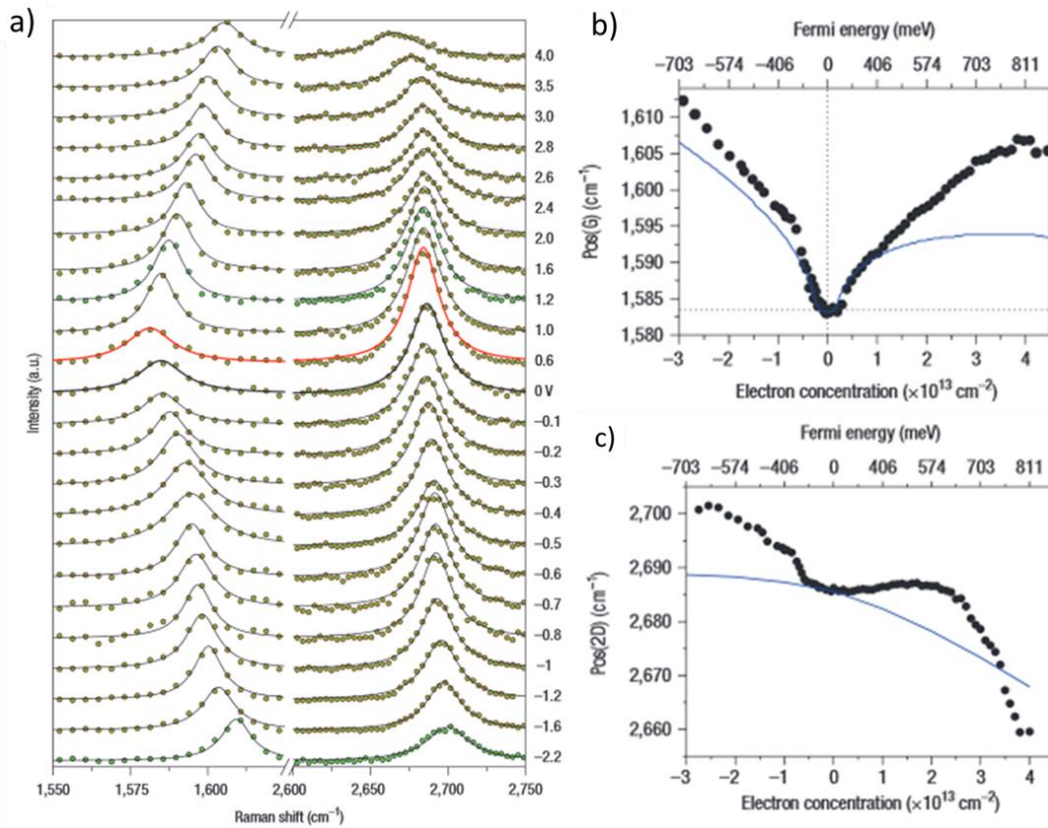 a)
4.0
3.5
3.0
2.8
2.6
2.4
2.0
1.6
1.2
1.0
0.6
0 V
–0.1
–0.2
–0.3
–0.4
–0.5
–0.6
–0.7
–0.8
–1
–1.2
–1.6
–2.2
Intensity (a.u.)
1,550 1,575 1,600 2,600 2,650 2,700 2,750
Raman shift (cm−1)
b)
Fermi energy (meV)
–703 –574 –406 0 406 574 703 811
1,610
1,605
1,600
1,595
1,590
1,585
1,580
Pos(G) (cm−1)
–3 –2 –1 0 1 2 3 4
Electron concentration (×10¹³ cm−2)
c)
Fermi energy (meV)
–703 –574 –406 0 406 574 703 811
2,700
2,690
2,680
2,670
2,660
Pos(2D) (cm−1)
–3 –2 –1 0 1 2 3 4
Electron concentration (×10¹³ cm−2)